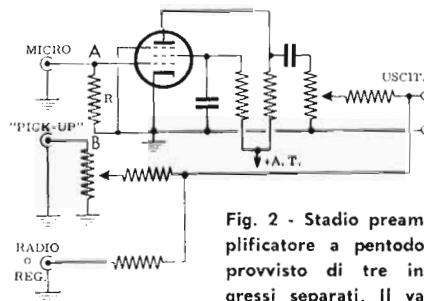 MICRO
A
R
"PICK-UP"
B
USCIT.
+A.T.
RADIO
o
REG.
Fig. 2 - Stadio pream
plificatore a pentodo
provvisto di tre in
gressi separati. Il va